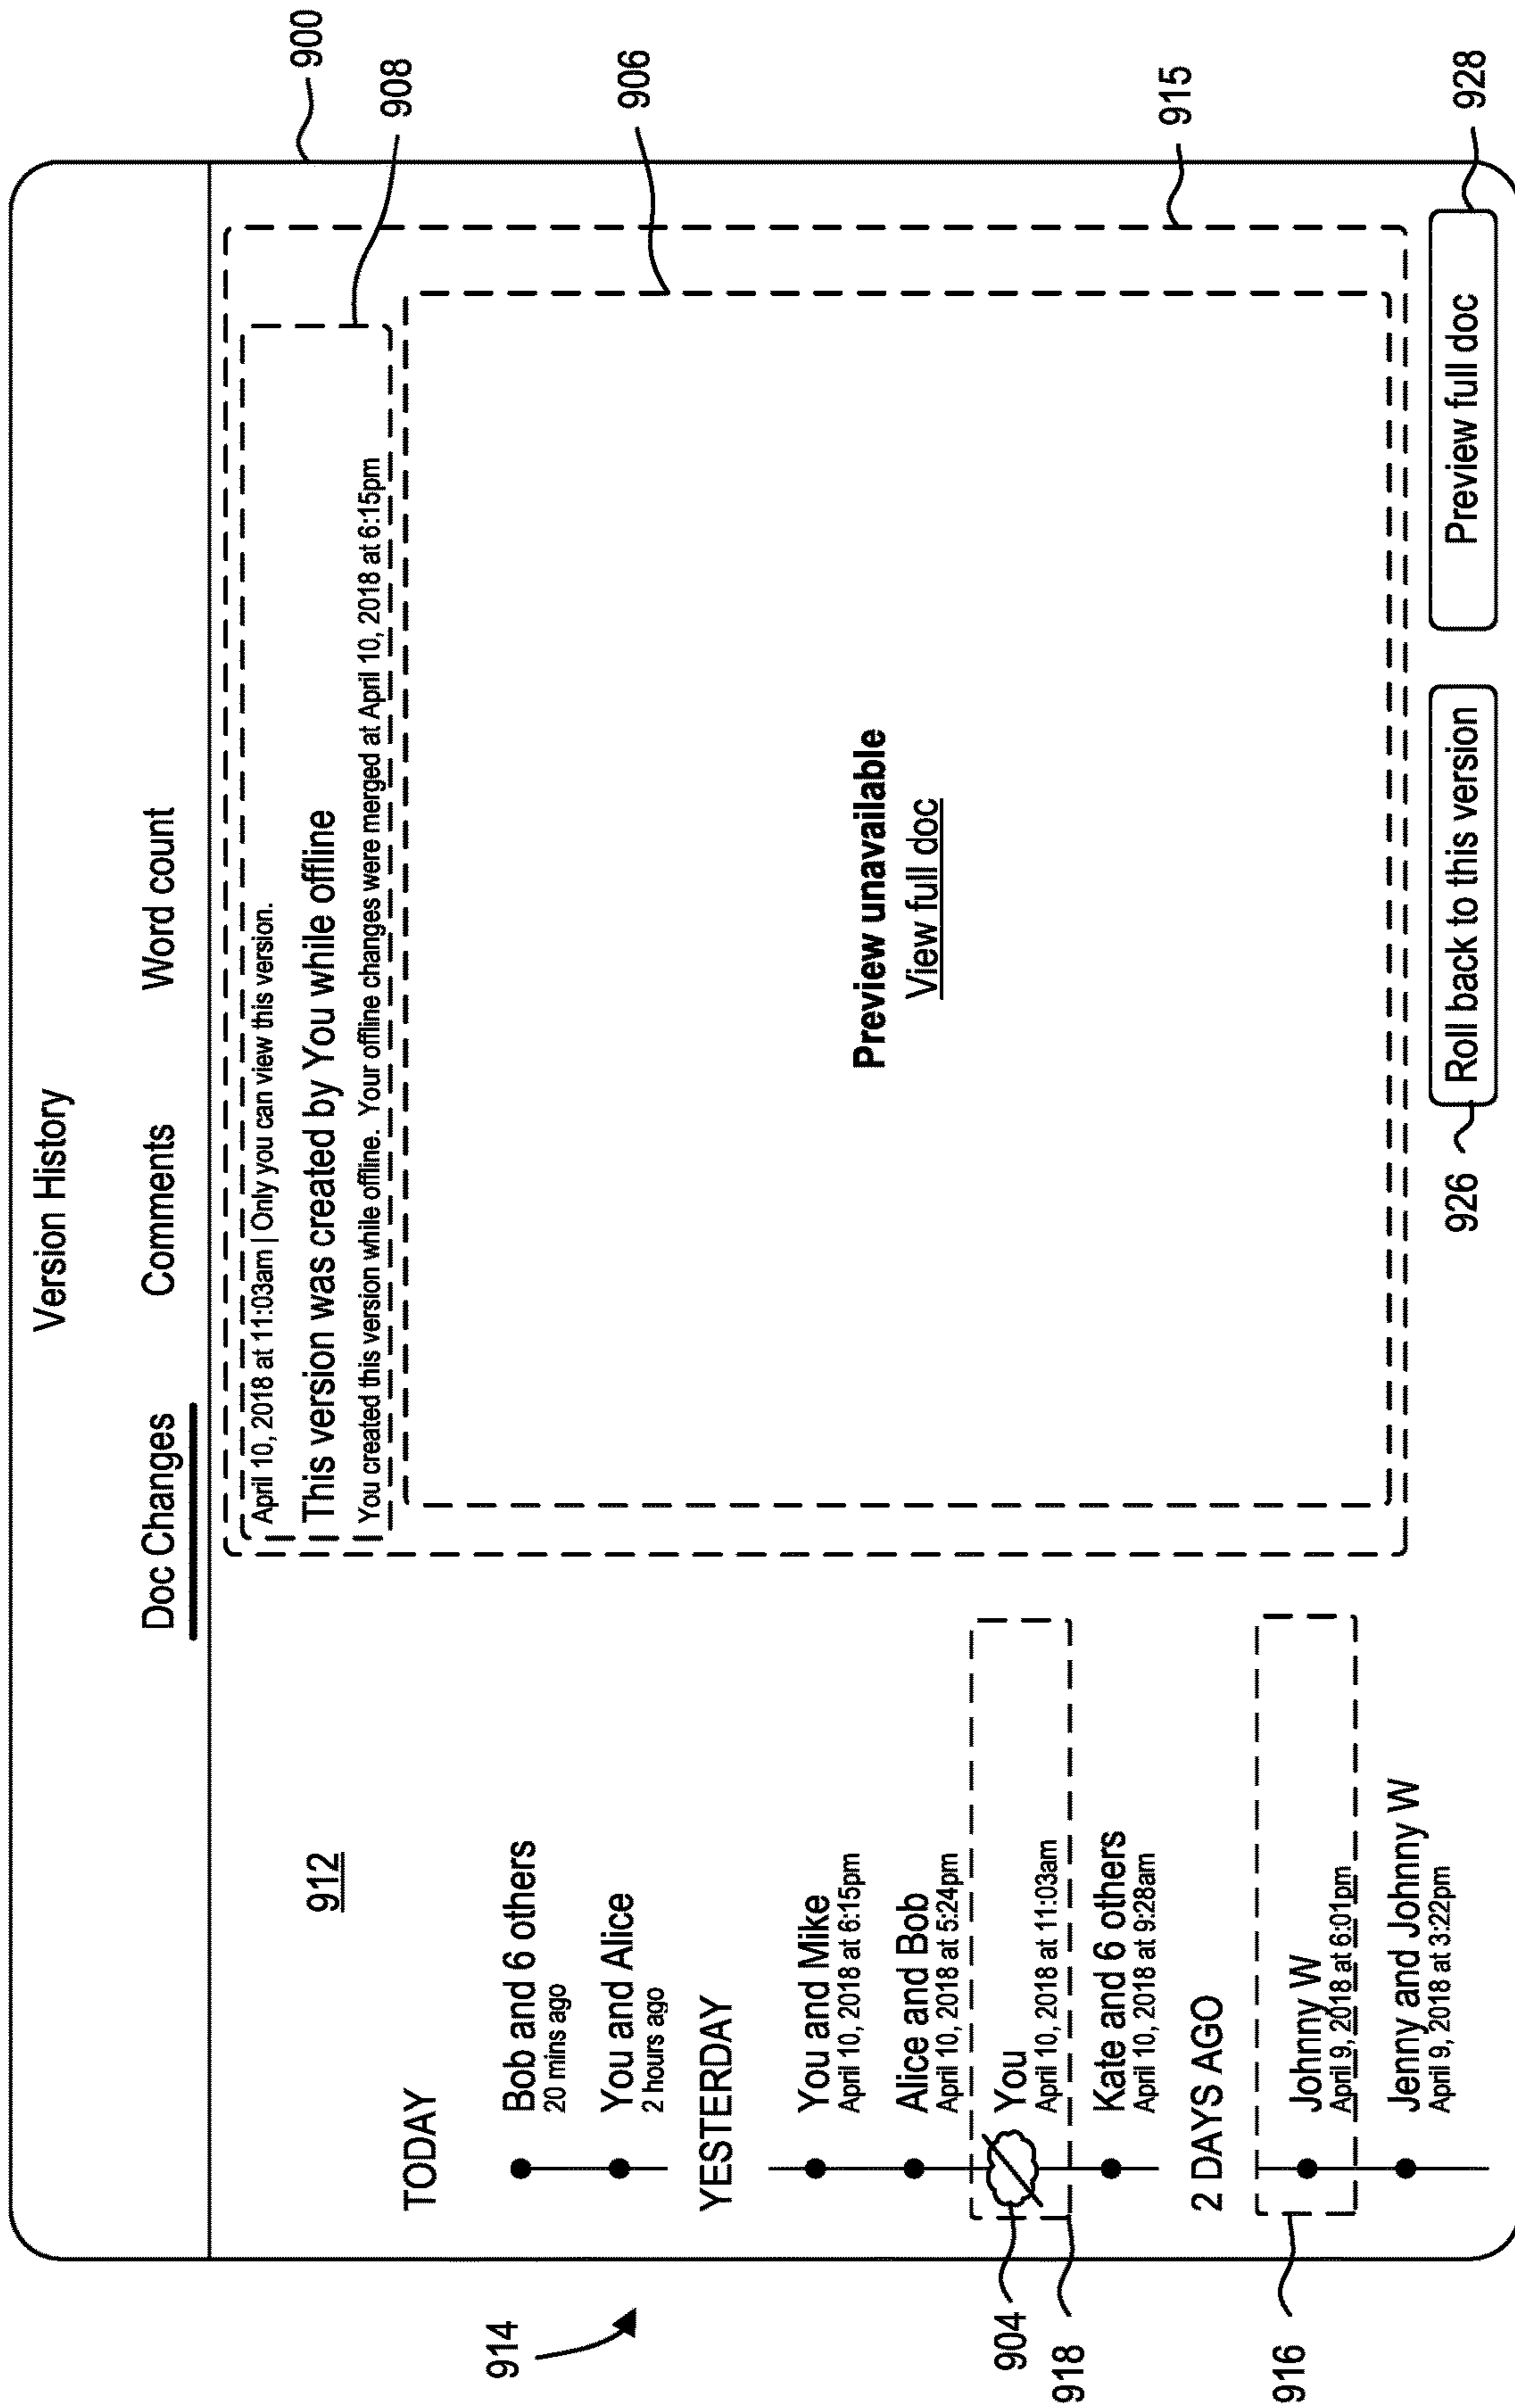 Version History
Doc Changes Comments Word count
900
912
TODAY
Bob and 6 others
20 mins ago
You and Alice
2 hours ago
YESTERDAY
You and Mike
April 10, 2018 at 6:15pm
Alice and Bob
April 10, 2018 at 5:24pm
You
April 10, 2018 at 11:03am
Kate and 6 others
April 10, 2018 at 9:28am
2 DAYS AGO
Johnny W
April 9, 2018 at 6:01pm
Jenny and Johnny W
April 9, 2018 at 3:22pm
914
904
918
916
April 10, 2018 at 11:03am | Only you can view this version.
This version was created by You while offline
You created this version while offline. Your offline changes were merged at April 10, 2018 at 6:15pm
908
906
Preview unavailable
View full doc
915
926
Roll back to this version
Preview full doc
928